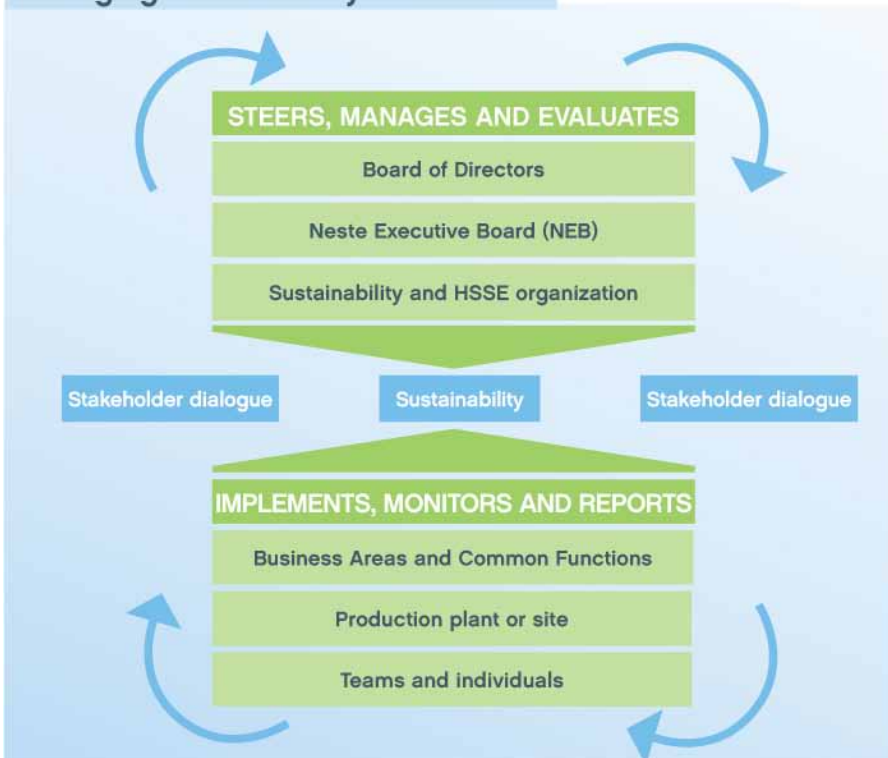 STEERS, MANAGES AND EVALUATES
Board of Directors
Neste Executive Board (NEB)
Sustainability and HSSE organization
Stakeholder dialogue Sustainability Stakeholder dialogue
IMPLEMENTS, MONITORS AND REPORTS
Business Areas and Common Functions
Production plant or site
Teams and individuals